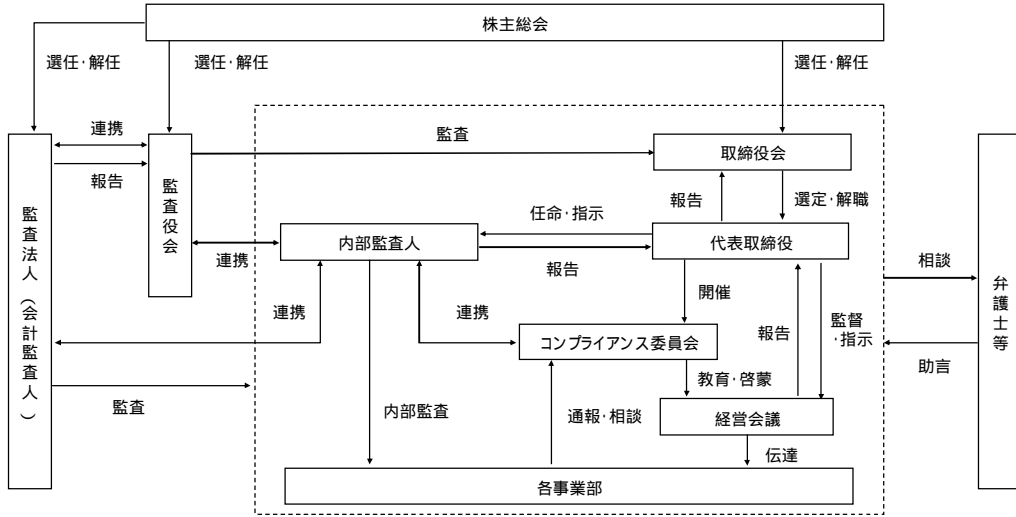 株主総会
選任・解任
選任・解任
選任・解任
連携
報告
監査
取締役会
監査法人（会計監査人）
監査役会
報告
選定・解職
任命・指示
内部監査人
代表取締役
連携
報告
相談
弁護士等
開催
連携
連携
報告
監督
・指示
コンプライアンス委員会
助言
教育・啓蒙
監査
内部監査
通報・相談
経営会議
伝達
各事業部